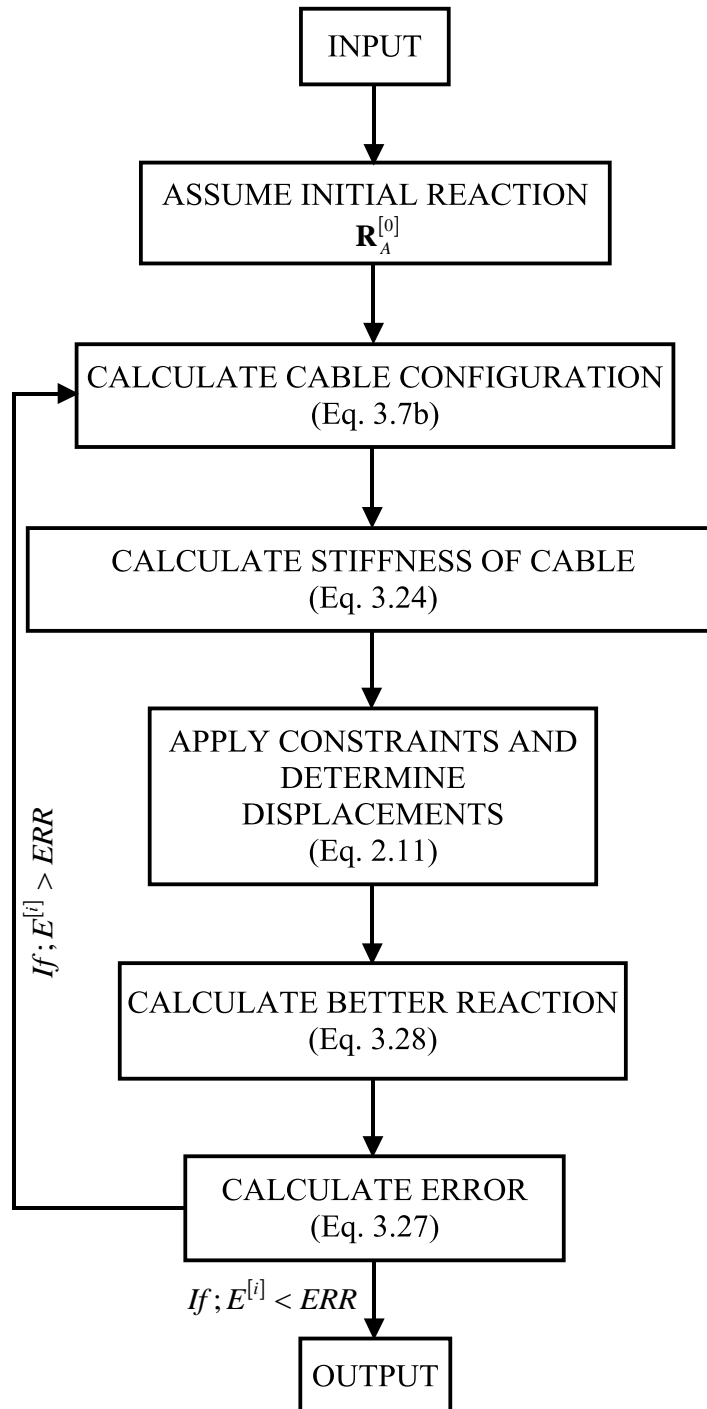 INPUT
ASSUME INITIAL REACTION
R_A^[0]
CALCULATE CABLE CONFIGURATION
(Eq. 3.7b)
CALCULATE STIFFNESS OF CABLE
(Eq. 3.24)
APPLY CONSTRAINTS AND
DETERMINE
DISPLACEMENTS
(Eq. 2.11)
If ; E^[i] > ERR
CALCULATE BETTER REACTION
(Eq. 3.28)
CALCULATE ERROR
(Eq. 3.27)
If ; E^[i] < ERR
OUTPUT